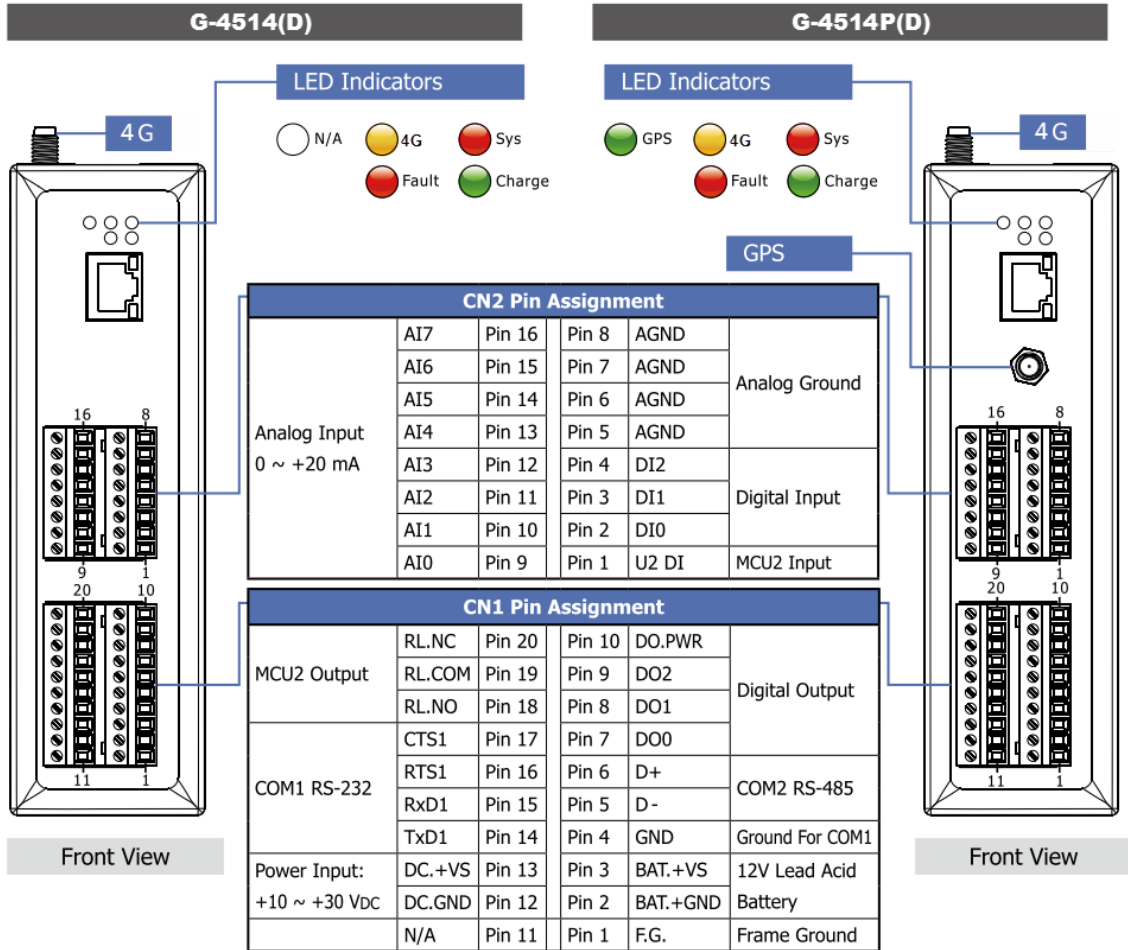 G-4514(D)
G-4514P(D)
LED Indicators
LED Indicators
4G
N/A 4G Sys
Fault Charge
GPS 4G Sys
Fault Charge
4G
GPS
CN2 Pin Assignment
AI7 Pin 16 Pin 8 AGND
AI6 Pin 15 Pin 7 AGND
Analog Ground
AI5 Pin 14 Pin 6 AGND
Analog Input AI4 Pin 13 Pin 5 AGND
0 ~ +20 mA AI3 Pin 12 Pin 4 DI2
AI2 Pin 11 Pin 3 DI1 Digital Input
AI1 Pin 10 Pin 2 DI0
AI0 Pin 9 Pin 1 U2 DI MCU2 Input
16 8
9 1
20 10
11 1
16 8
9 1
20 10
11 1
CN1 Pin Assignment
RL.NC Pin 20 Pin 10 DO.PWR
MCU2 Output RL.COM Pin 19 Pin 9 DO2
Digital Output
RL.NO Pin 18 Pin 8 DO1
CTS1 Pin 17 Pin 7 DO0
COM1 RS-232 RTS1 Pin 16 Pin 6 D+
COM2 RS-485
RxD1 Pin 15 Pin 5 D-
TxD1 Pin 14 Pin 4 GND Ground For COM1
Power Input: DC.+VS Pin 13 Pin 3 BAT.+VS 12V Lead Acid
+10 ~ +30 VDC DC.GND Pin 12 Pin 2 BAT.+GND Battery
N/A Pin 11 Pin 1 F.G. Frame Ground
Front View
Front View